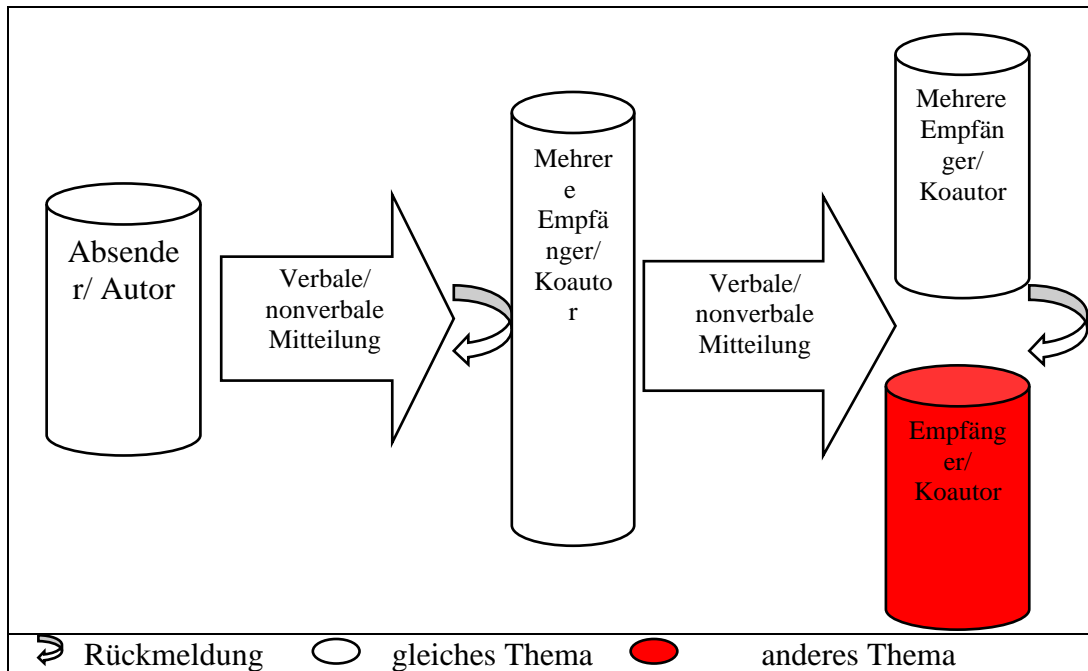 Absende
r/ Autor
Verbale/
nonverbale
Mitteilung
Mehrer
e
Empfä
nger/
Koauto
r
Verbale/
nonverbale
Mitteilung
Mehrere
Empfän
ger/
Koautor
Empfäng
er/
Koautor
Rückmeldung gleiches Thema anderes Thema